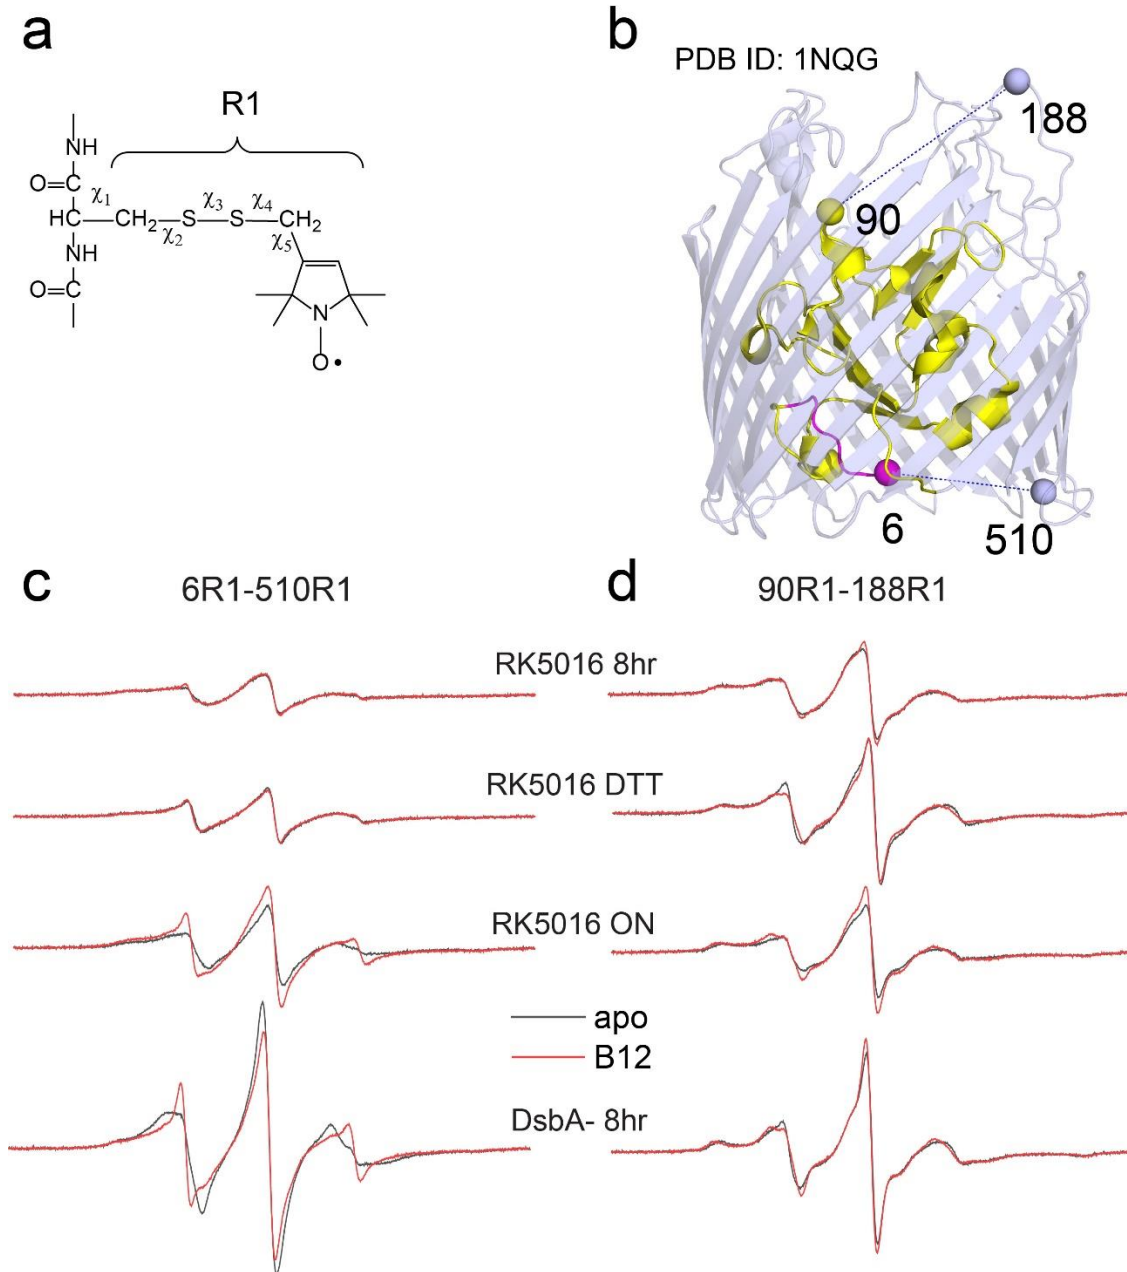 a
R1
NH
O=C
χ1
HC
CH2
S
S
CH2
χ2
χ3
χ4
χ5
NH
O=C
N
O•
b
PDB ID: 1NQG
188
90
6
510
c
6R1-510R1
d
90R1-188R1
RK5016 8hr
RK5016 DTT
RK5016 ON
apo
B12
DsbA- 8hr